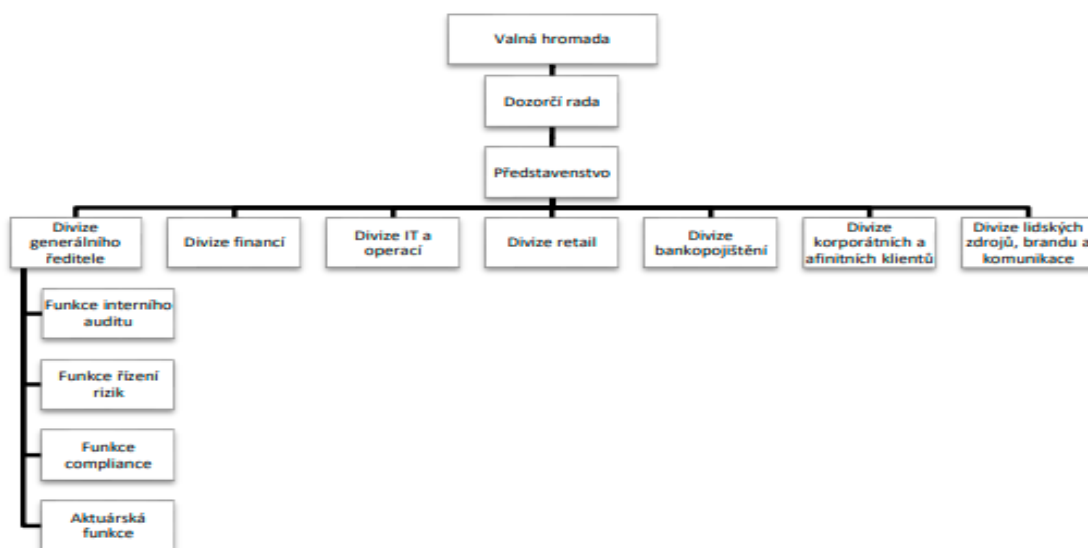 Valná hromada
Dozorčí rada
Představenstvo
Divize
generálního
ředitele
Divize financí
Divize IT a
operací
Divize retail
Divize
bankopojištění
Divize
korporátních a
afinitních klientů
Divize lidských
zdrojů, brandu a
komunikace
Funkce interního
auditu
Funkce řízení
rizik
Funkce
compliance
Aktuárská
funkce